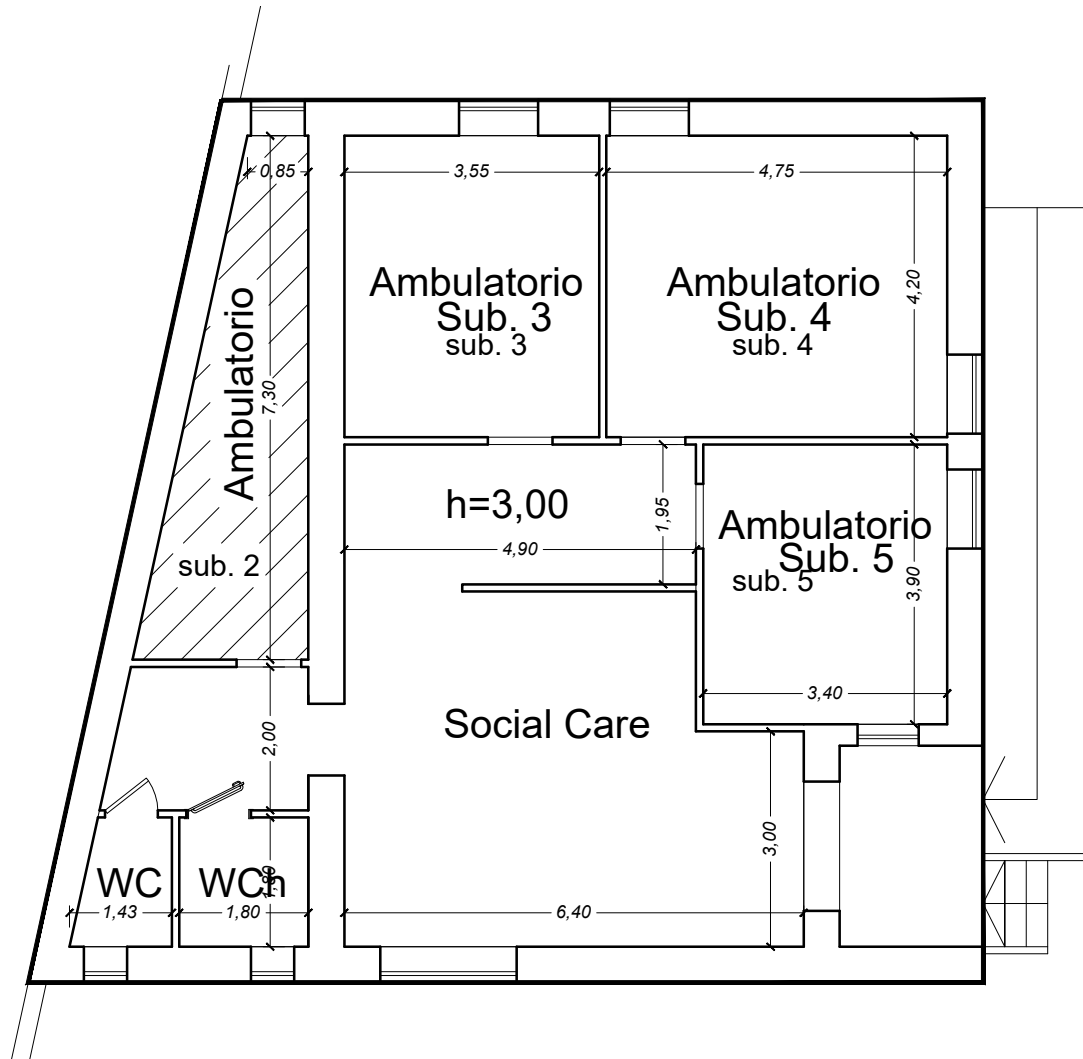 0,85
3,55
4,75
Ambulatorio
Sub. 3
sub. 3
Ambulatorio
Sub. 4
sub. 4
4,20
Ambulatorio
7,30
sub. 2
h=3,00
4,90
1,95
Ambulatorio
Sub. 5
sub. 5
3,90
3,40
Social Care
2,00
3,00
WC
WCh
1,80
1,43
1,80
6,40